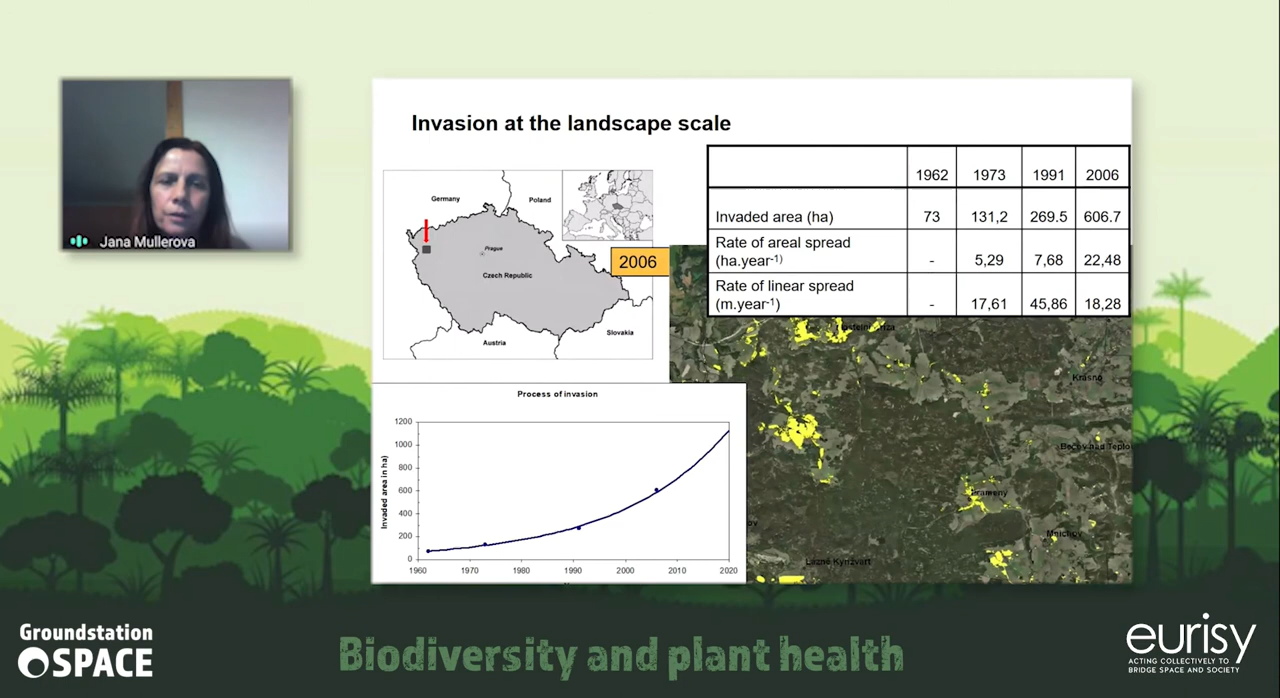 Jana Mullerova
Invasion at the landscape scale
Germany
Poland
Prague
Czech Republic
Slovakia
Austria
2006
1962 1973 1991 2006
Invaded area (ha) 73 131,2 269.5 606.7
Rate of areal spread
(ha.year-1) - 5,29 7,68 22,48
Rate of linear spread
(m.year-1) - 17,61 45,86 18,28
Krásno
Prameny
Mnichov
Lázně Kynžvart
Process of invasion
Invaded area in ha)
1200
1000
800
600
400
200
0
1960 1970 1980 1990 2000 2010 2020
Groundstation
SPACE
Biodiversity and plant health
eurisy
ACTING COLLECTIVELY TO
BRIDGE SPACE AND SOCIETY